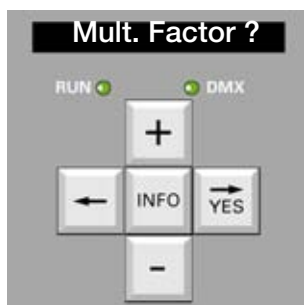 Mult. Factor ?
RUN DMX
+
← INFO → YES
-